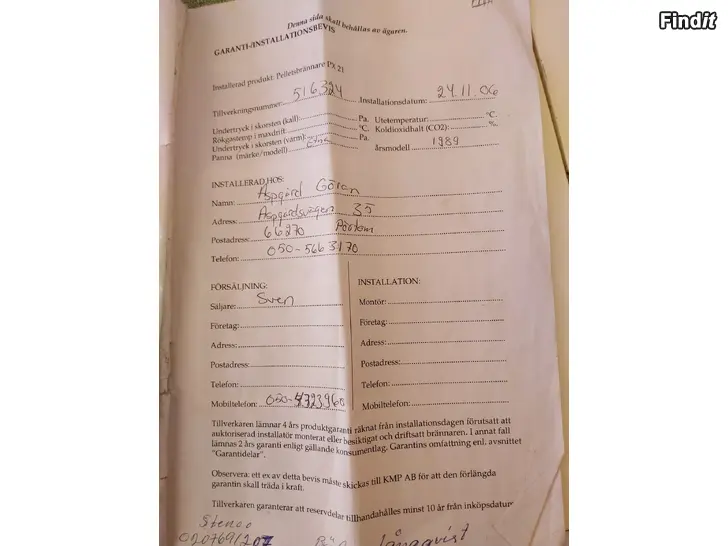 Findit
Denna sida skall behållas av ägaren.
GARANTI-/INSTALLATIONSBEVIS
Installerad produkt: Pelletsbrännare PX 21
Tillverkningsnummer: 516324 Installationsdatum: 24.11.06
Undertryck i skorsten (kall): Pa. Utetemperatur: °C.
Rökgastemp i maxdrift: °C. Koldioxidhalt (CO2): %.
Undertryck i skorsten (varm): Pa.
Panna (märke/modell): Etna årsmodell 1989
INSTALLERAD HOS:
Namn: Aspgård Göran
Adress: Aspgårdsvägen 35
Postadress: 66270 Pörtom
Telefon: 050-5663170
FÖRSÄLJNING: INSTALLATION:
Säljare: Sven Montör:
Företag: Företag:
Adress: Adress:
Postadress: Postadress:
Telefon: Telefon:
Mobiltelefon: 050-4323960 Mobiltelefon:
Tillverkaren lämnar 4 års produktgaranti räknat från installationsdagen förutsatt att
auktoriserad installatör monterat eller besiktigat och driftsatt brännaren. I annat fall
lämnas 2 års garanti enligt gällande konsumentlag. Garantins omfattning enl. avsnittet
"Garantidelar".
Observera: ett ex av detta bevis måste skickas till KMP AB för att den förlängda
garantin skall träda i kraft.
Tillverkaren garanterar att reservdelar tillhandahålles minst 10 år från inköpsdatum
Långqvist